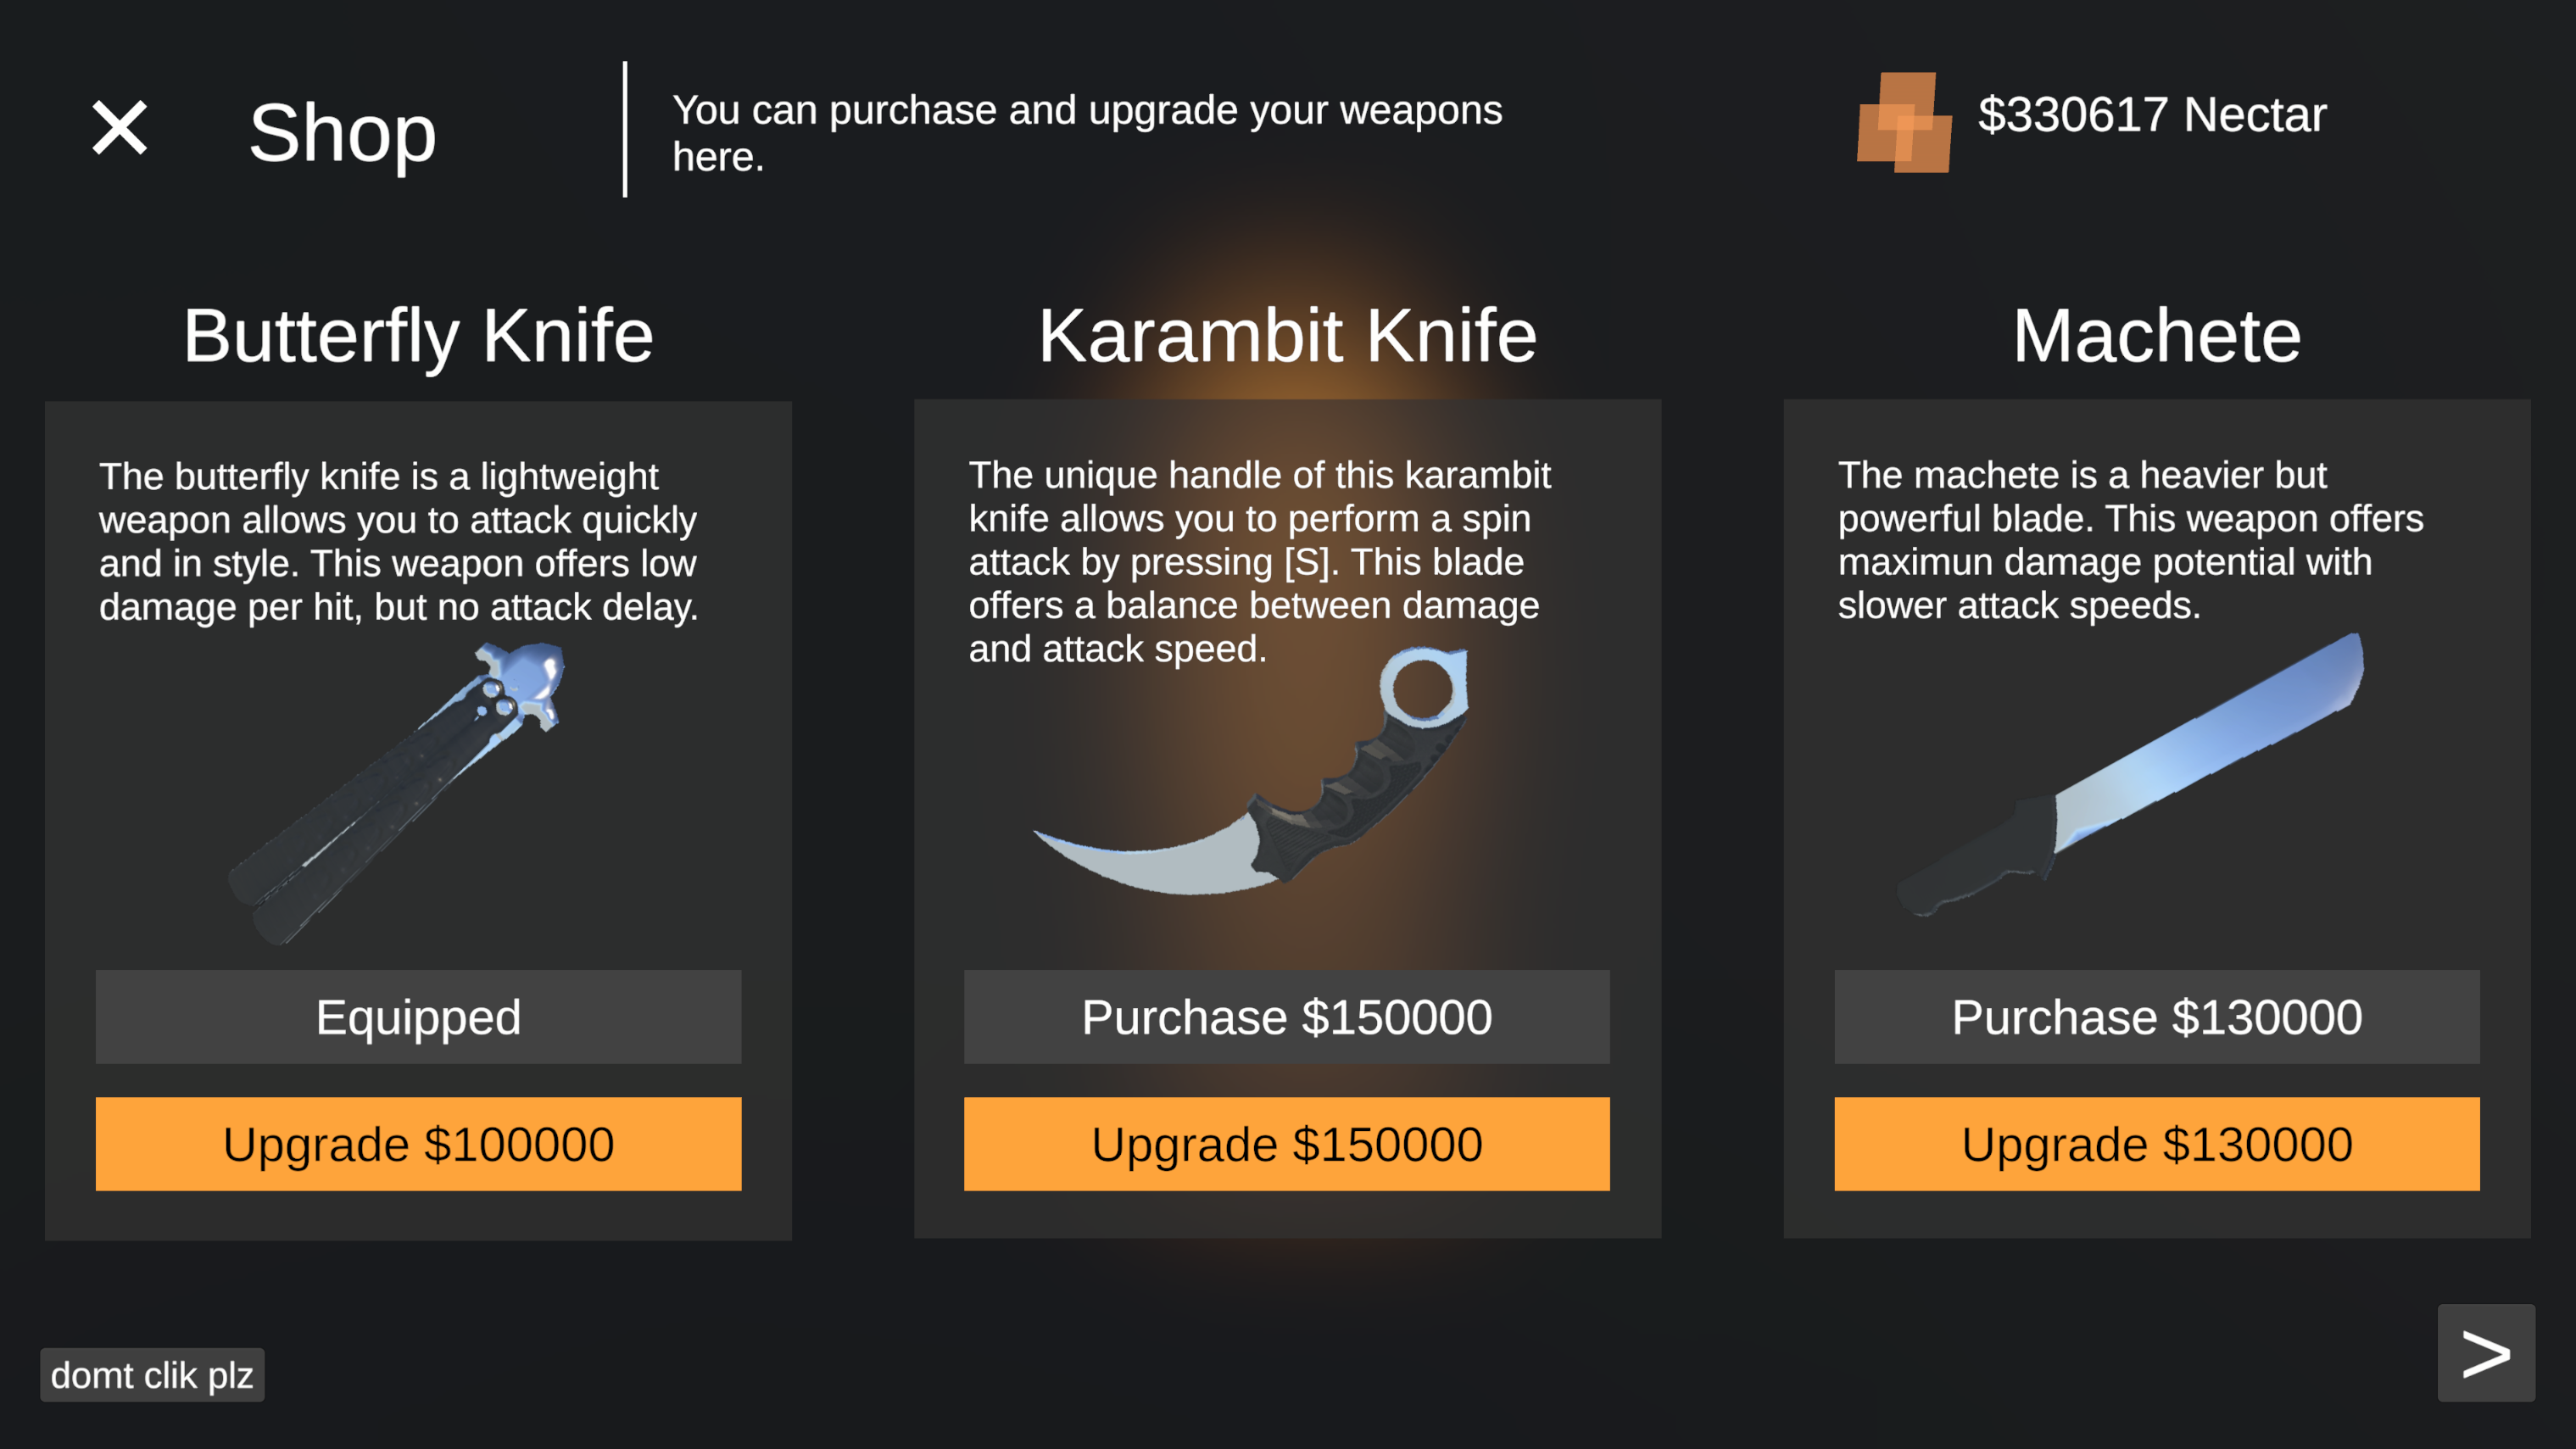 ✕ Shop
You can purchase and upgrade your weapons
here.
$330617 Nectar
Butterfly Knife
The butterfly knife is a lightweight
weapon allows you to attack quickly
and in style. This weapon offers low
damage per hit, but no attack delay.
Equipped
Upgrade $100000
Karambit Knife
The unique handle of this karambit
knife allows you to perform a spin
attack by pressing [S]. This blade
offers a balance between damage
and attack speed.
Purchase $150000
Upgrade $150000
Machete
The machete is a heavier but
powerful blade. This weapon offers
maximun damage potential with
slower attack speeds.
Purchase $130000
Upgrade $130000
domt clik plz
>